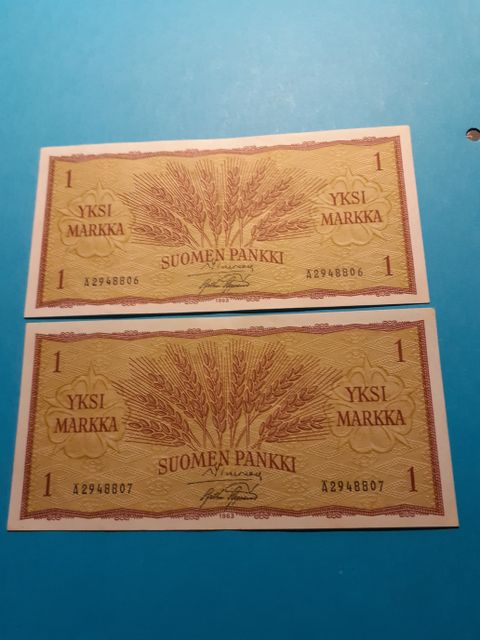 1 1
YKSI MARKKA YKSI MARKKA
SUOMEN PANKKI
1 A2948806 A2948806 1
1963
1 1
YKSI MARKKA YKSI MARKKA
SUOMEN PANKKI
1 A2948807 A2948807 1
1963